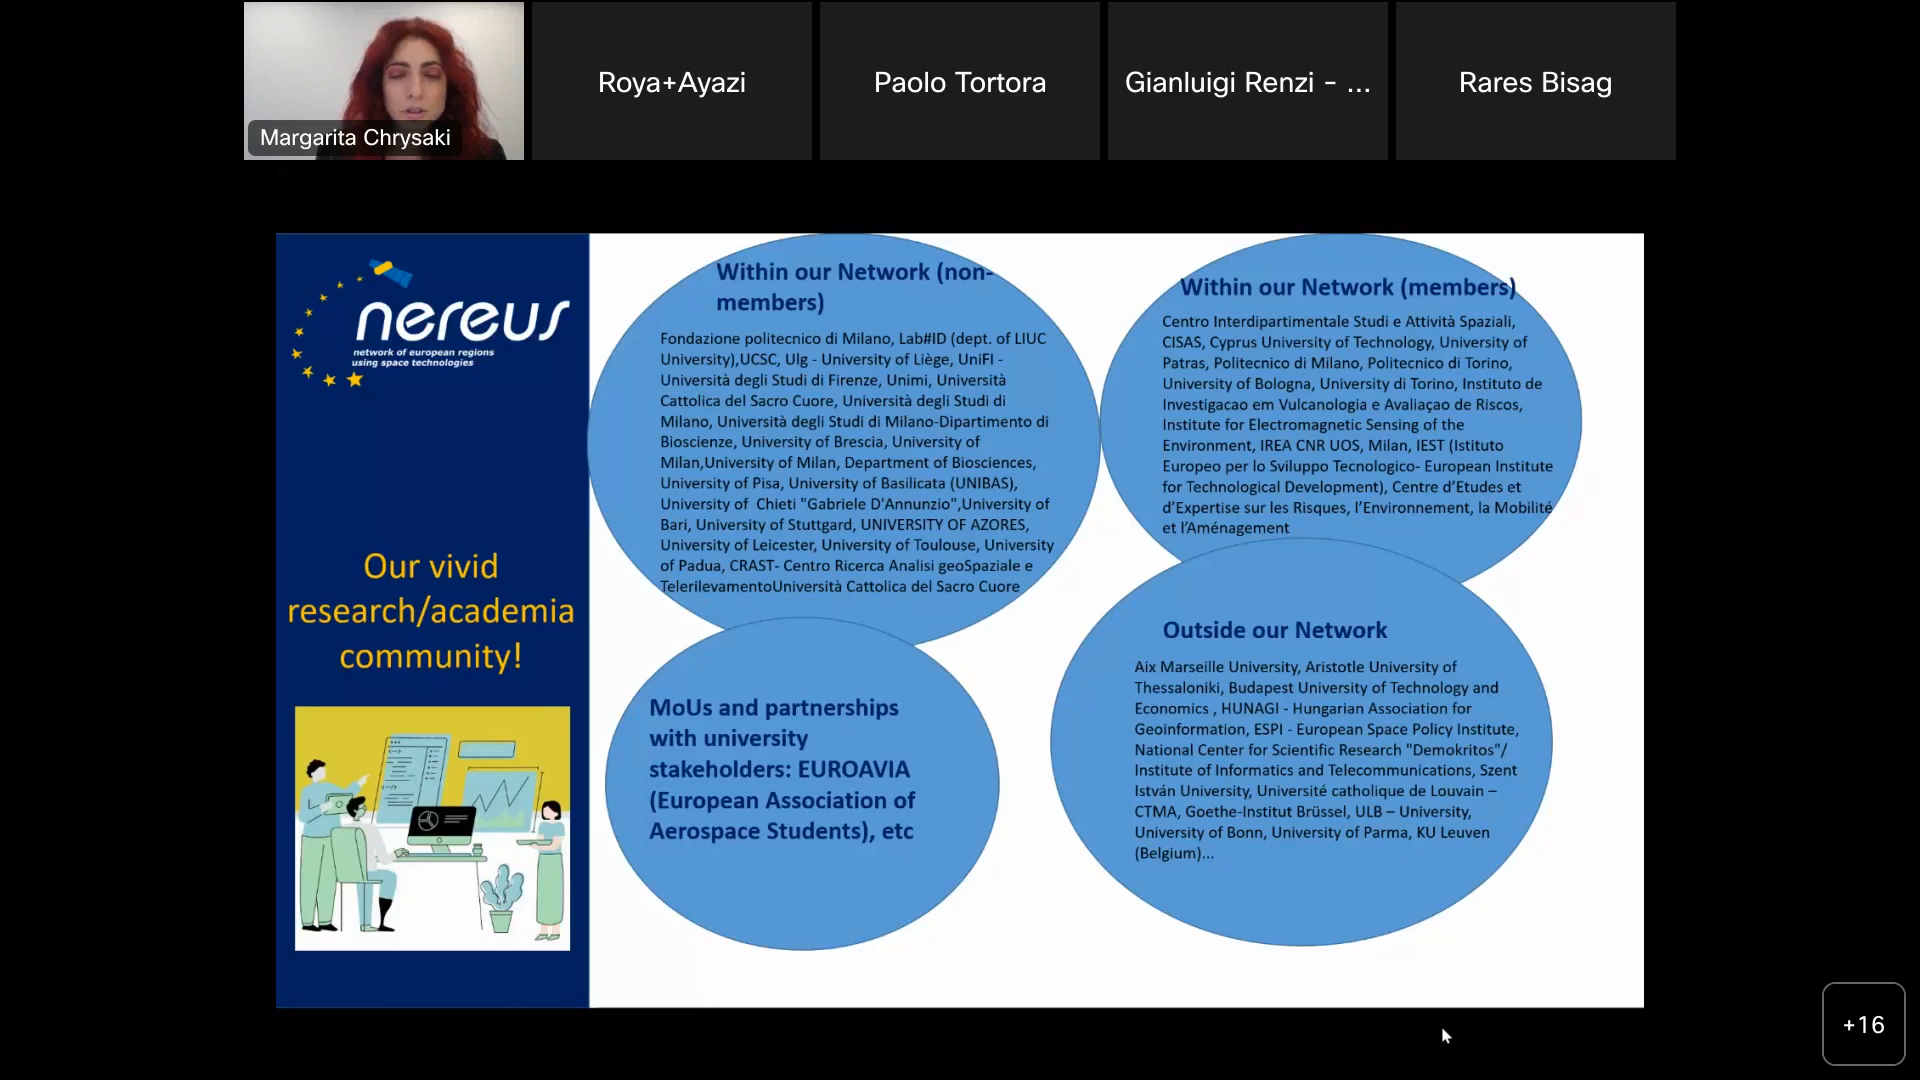 Margarita Chrysaki
Roya+Ayazi
Paolo Tortora
Gianluigi Renzi - ...
Rares Bisag
nereus
network of european regions
using space technologies
Our vivid
research/academia
community!
Within our Network (non-
members)
Fondazione politecnico di Milano, Lab#ID (dept. of LIUC
University),UCSC, Ulg - University of Liège, UniFI -
Università degli Studi di Firenze, Unimi, Università
Cattolica del Sacro Cuore, Università degli Studi di
Milano, Università degli Studi di Milano-Dipartimento di
Bioscienze, University of Brescia, University of
Milan,University of Milan, Department of Biosciences,
University of Pisa, University of Basilicata (UNIBAS),
University of  Chieti "Gabriele D'Annunzio",University of
Bari, University of Stuttgard, UNIVERSITY OF AZORES,
University of Leicester, University of Toulouse, University
of Padua, CRAST- Centro Ricerca Analisi geoSpaziale e
TelerilevamentoUniversità Cattolica del Sacro Cuore
Within our Network (members)
Centro Interdipartimentale Studi e Attività Spaziali,
CISAS, Cyprus University of Technology, University of
Patras, Politecnico di Milano, Politecnico di Torino,
University of Bologna, University di Torino, Instituto de
Investigacao em Vulcanologia e Avaliaçao de Riscos,
Institute for Electromagnetic Sensing of the
Environment, IREA CNR UOS, Milan, IEST (Istituto
Europeo per lo Sviluppo Tecnologico- European Institute
for Technological Development), Centre d’Etudes et
d’Expertise sur les Risques, l’Environnement, la Mobilité
et l’Aménagement
MoUs and partnerships
with university
stakeholders: EUROAVIA
(European Association of
Aerospace Students), etc
Outside our Network
Aix Marseille University, Aristotle University of
Thessaloniki, Budapest University of Technology and
Economics , HUNAGI - Hungarian Association for
Geoinformation, ESPI - European Space Policy Institute,
National Center for Scientific Research "Demokritos"/
Institute of Informatics and Telecommunications, Szent
István University, Université catholique de Louvain –
CTMA, Goethe-Institut Brüssel, ULB – University,
University of Bonn, University of Parma, KU Leuven
(Belgium)...
+16